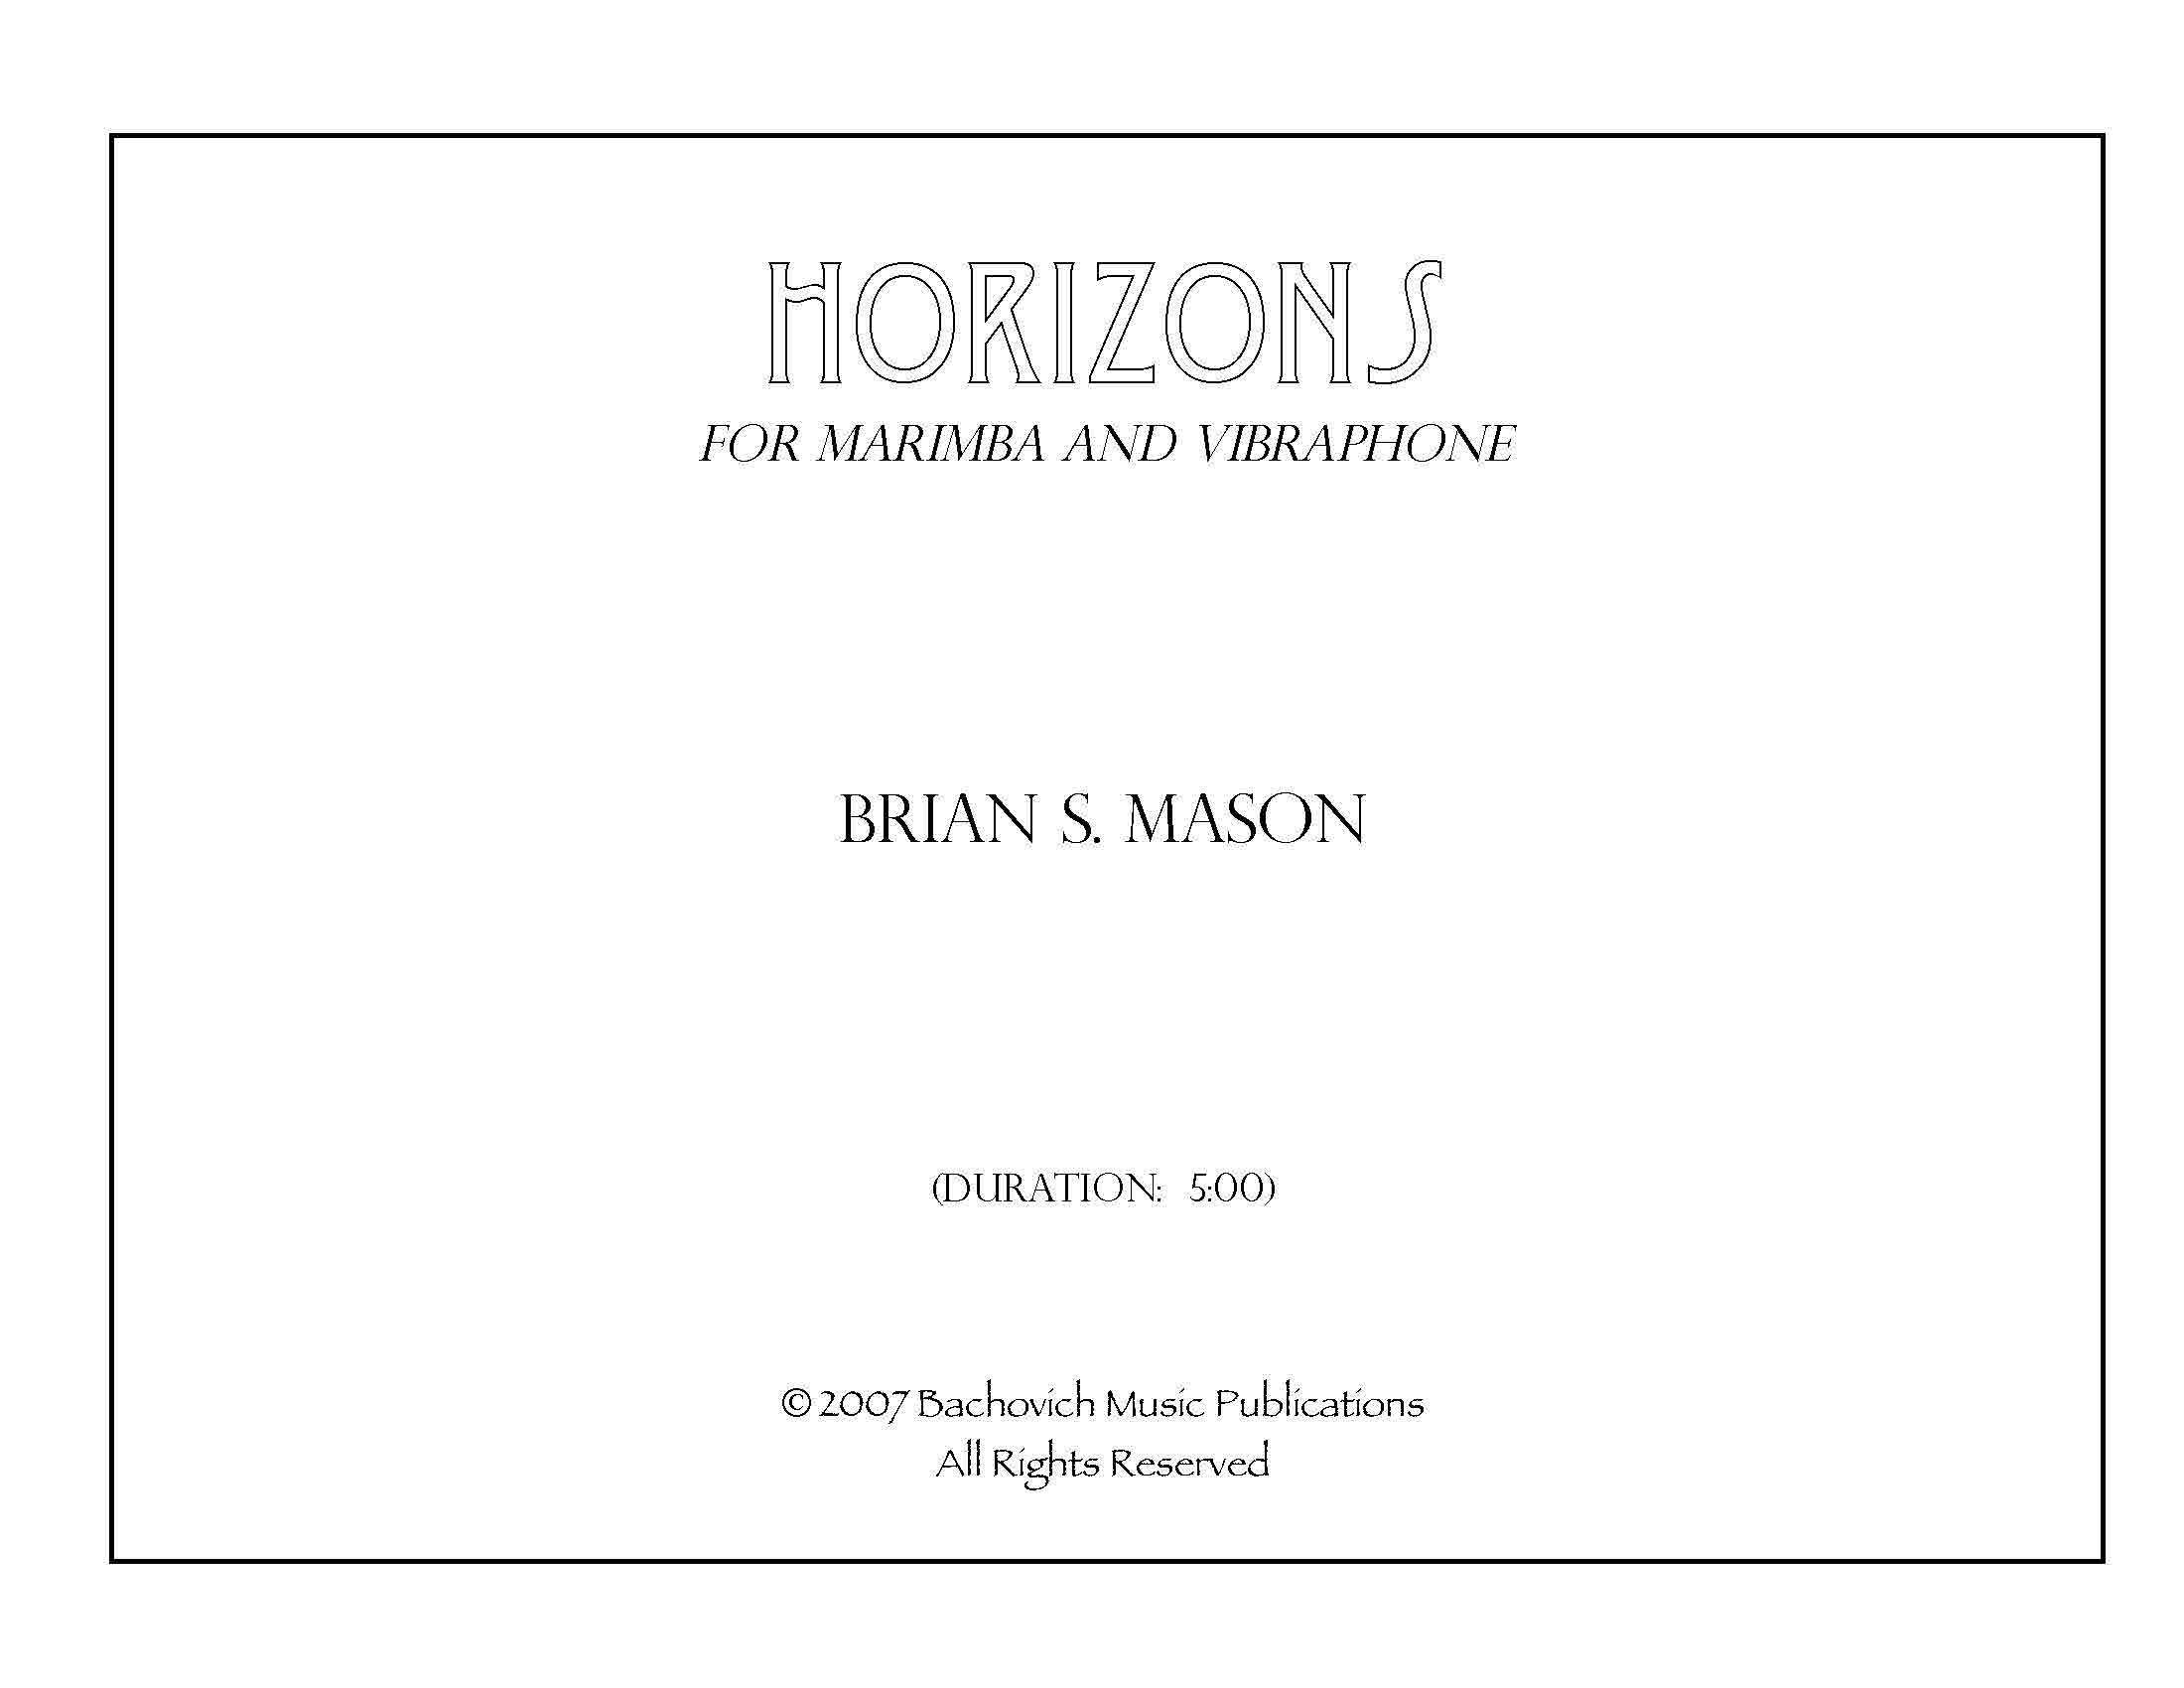 HORIZONS
FOR MARIMBA AND VIBRAPHONE
BRIAN S. MASON
(DURATION: 5:00)
© 2007 Bachovich Music Publications
All Rights Reserved